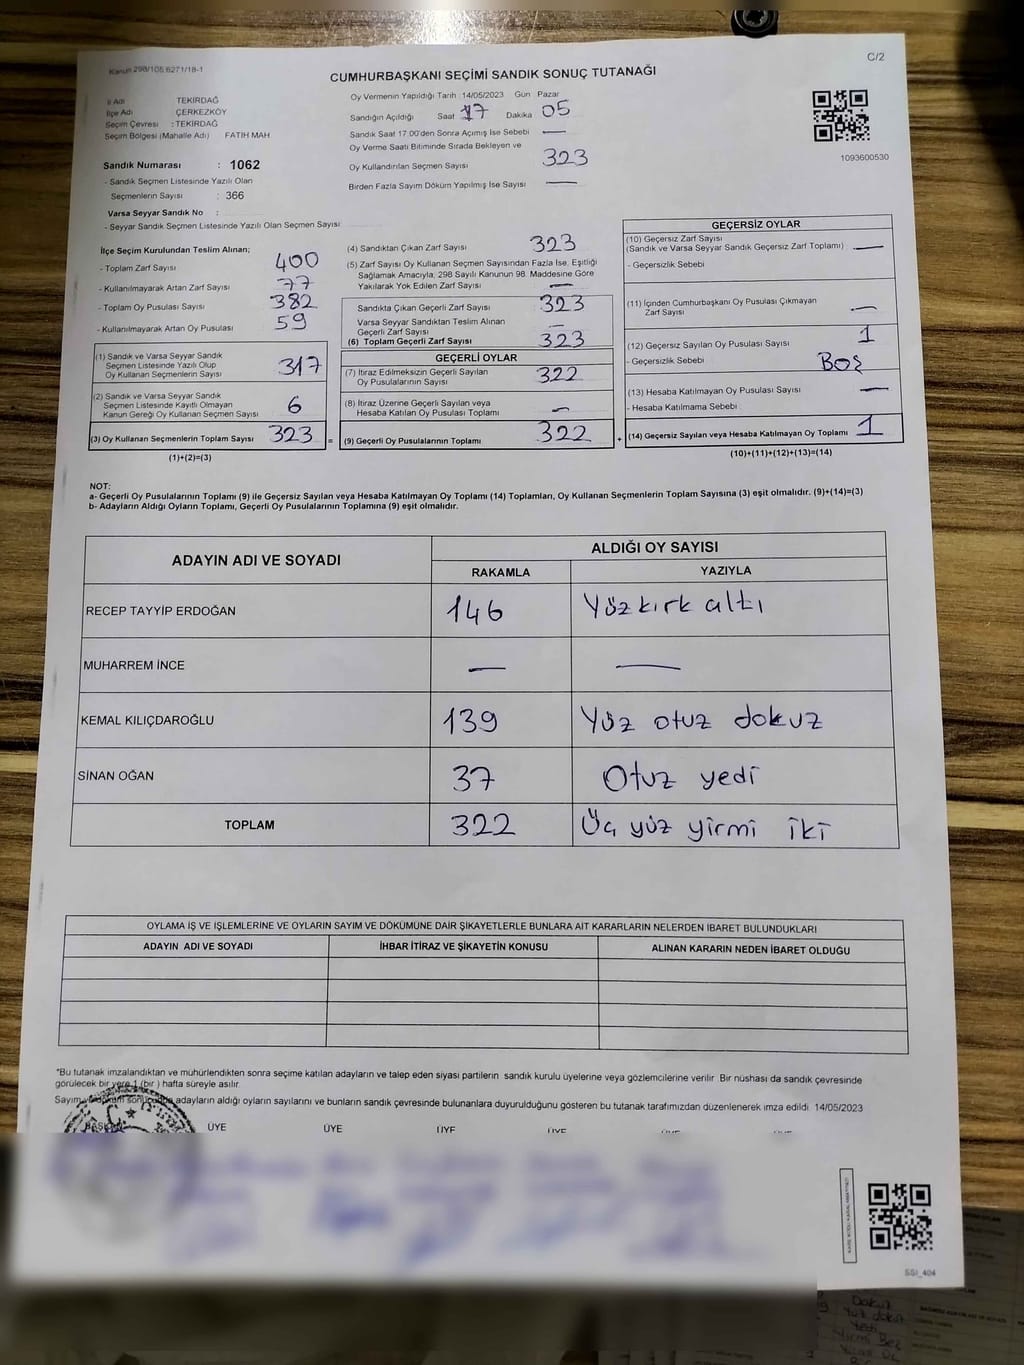 Kanun 298/105.6271/18-1
C/2
CUMHURBAŞKANI SEÇİMİ SANDIK SONUÇ TUTANAĞI
İl Adı TEKİRDAĞ
İlçe Adı ÇERKEZKÖY
Seçim Çevresi : TEKİRDAĞ
Seçim Bölgesi (Mahalle Adı) FATİH MAH
Sandık Numarası : 1062
- Sandık Seçmen Listesinde Yazılı Olan
Seçmenlerin Sayısı : 366
Varsa Seyyar Sandık No :
- Seyyar Sandık Seçmen Listesinde Yazılı Olan Seçmen Sayısı
Oy Vermenin Yapıldığı Tarih :14/05/2023 Gün Pazar
Sandığın Açıldığı Saat 17 Dakika 05
Sandık Saat 17.00'den Sonra Açımış İse Sebebi —
Oy Verme Saati Bitiminde Sırada Bekleyen ve
Oy Kullandırılan Seçmen Sayısı 323
Birden Fazla Sayım Döküm Yapılmış İse Sayısı —
1093600530
İlçe Seçim Kurulundan Teslim Alınan;
- Toplam Zarf Sayısı 400
- Kullanılmayarak Artan Zarf Sayısı 77
- Toplam Oy Pusulası Sayısı 382
- Kullanılmayarak Artan Oy Pusulası 59
(1) Sandık ve Varsa Seyyar Sandık
Seçmen Listesinde Yazılı Olup
Oy Kullanan Seçmenlerin Sayısı 317
(2) Sandık ve Varsa Seyyar Sandık
Seçmen Listesinde Kayıtlı Olmayan
Kanun Gereği Oy Kullanan Seçmen Sayısı 6
(3) Oy Kullanan Seçmenlerin Toplam Sayısı 323 =
(1)+(2)=(3)
(4) Sandıktan Çıkan Zarf Sayısı 323
(5) Zarf Sayısı Oy Kullanan Seçmen Sayısından Fazla İse, Eşitliği
Sağlamak Amacıyla, 298 Sayılı Kanunun 98. Maddesine Göre
Yakılarak Yok Edilen Zarf Sayısı —
Sandıkta Çıkan Geçerli Zarf Sayısı 323
Varsa Seyyar Sandıktan Teslim Alınan
Geçerli Zarf Sayısı —
(6) Toplam Geçerli Zarf Sayısı 323
GEÇERLİ OYLAR
(7) İtiraz Edilmeksizin Geçerli Sayılan
Oy Pusulalarının Sayısı 322
(8) İtiraz Üzerine Geçerli Sayılan veya
Hesaba Katılan Oy Pusulası Toplamı —
(9) Geçerli Oy Pusulalarının Toplamı 322 +
GEÇERSİZ OYLAR
(10) Geçersiz Zarf Sayısı
(Sandık ve Varsa Seyyar Sandık Geçersiz Zarf Toplamı) —
- Geçersizlik Sebebi
(11) İçinden Cumhurbaşkanı Oy Pusulası Çıkmayan
Zarf Sayısı —
(12) Geçersiz Sayılan Oy Pusulası Sayısı 1
- Geçersizlik Sebebi BOŞ
(13) Hesaba Katılmayan Oy Pusulası Sayısı —
- Hesaba Katılmama Sebebi
(14) Geçersiz Sayılan veya Hesaba Katılmayan Oy Toplamı 1
(10)+(11)+(12)+(13)=(14)
NOT:
a- Geçerli Oy Pusulalarının Toplamı (9) ile Geçersiz Sayılan veya Hesaba Katılmayan Oy Toplamı (14) Toplamları, Oy Kullanan Seçmenlerin Toplam Sayısına (3) eşit olmalıdır. (9)+(14)=(3)
b- Adayların Aldığı Oyların Toplamı, Geçerli Oy Pusulalarının Toplamına (9) eşit olmalıdır.
ADAYIN ADI VE SOYADI
ALDIĞI OY SAYISI
RAKAMLA YAZIYLA
RECEP TAYYİP ERDOĞAN 146 Yüz kırk altı
MUHARREM İNCE — —
KEMAL KILIÇDAROĞLU 139 Yüz otuz dokuz
SİNAN OĞAN 37 Otuz yedi
TOPLAM 322 Üç yüz yirmi iki
OYLAMA İŞ VE İŞLEMLERİNE VE OYLARIN SAYIM VE DÖKÜMÜNE DAİR ŞİKAYETLERLE BUNLARA AİT KARARLARIN NELERDEN İBARET BULUNDUKLARI
ADAYIN ADI VE SOYADI İHBAR İTİRAZ VE ŞİKAYETİN KONUSU ALINAN KARARIN NEDEN İBARET OLDUĞU
*Bu tutanak imzalandıktan ve mühürlendikten sonra seçime katılan adayların ve talep eden siyasi partilerin sandık kurulu üyelerine veya gözlemcilerine verilir. Bir nüshası da sandık çevresinde
görülecek bir yere 1 (bir ) hafta süreyle asılır.
Sayım ve döküm sonucunda adayların aldığı oyların sayılarını ve bunların sandık çevresinde bulunanlara duyurulduğunu gösteren bu tutanak tarafımızdan düzenlenerek imza edildi. 14/05/2023
ÜYE ÜYE ÜYE ÜYE ÜYE ÜYE
SSI_404
Yirmi Beş